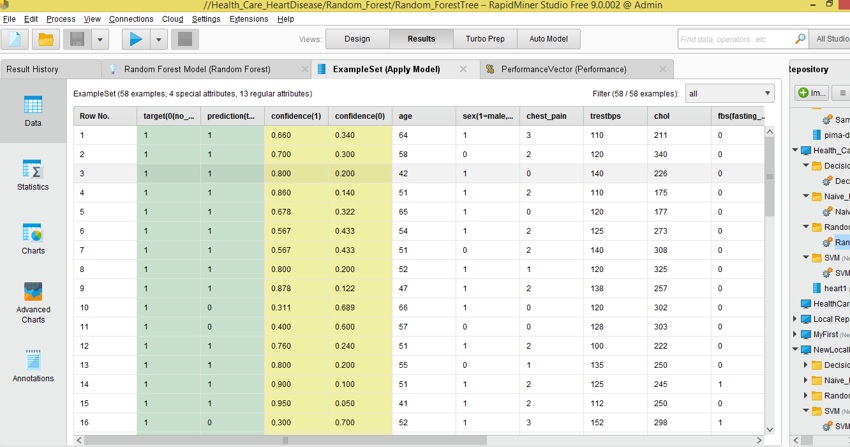 //Health_Care_HeartDisease/Random_Forest/Random_ForestTree – RapidMiner Studio Free 9.0.002 @ Admin
File Edit Process View Connections Cloud Settings Extensions Help
Views: Design Results Turbo Prep Auto Model Find data, operators...etc All Studio
Result History Random Forest Model (Random Forest) ExampleSet (Apply Model) PerformanceVector (Performance) Repository
ExampleSet (58 examples, 4 special attributes, 13 regular attributes) Filter (58 / 58 examples): all
Row No. target(0(no_... prediction(t... confidence(1) confidence(0) age sex(1=male,... chest_pain trestbps chol fbs(fasting_...
1 1 1 0.660 0.340 64 1 3 110 211 0
2 1 1 0.700 0.300 58 0 2 120 340 0
3 1 1 0.800 0.200 42 1 0 140 226 0
4 1 1 0.860 0.140 51 1 2 110 175 0
5 1 1 0.678 0.322 65 1 0 120 177 0
6 1 1 0.567 0.433 54 1 2 125 273 0
7 1 1 0.567 0.433 51 0 2 140 308 0
8 1 1 0.800 0.200 52 1 1 120 325 0
9 1 1 0.878 0.122 47 1 2 138 257 0
10 1 0 0.311 0.689 66 1 0 120 302 0
11 1 0 0.400 0.600 57 0 0 128 303 0
12 1 1 0.760 0.240 51 1 2 100 222 0
13 1 1 0.800 0.200 55 0 1 135 250 0
14 1 1 0.900 0.100 51 1 2 125 245 1
15 1 1 0.950 0.050 41 1 2 112 250 0
16 1 0 0.300 0.700 52 1 3 152 298 1
Data
Statistics
Charts
Advanced
Charts
Annotations
Im...
Sam
pima-d
Health_Ca
Decisio
Dec
Naive_
Naiv
Random
Ran
SVM (Ne
SVM
heart1
HealthCare
Local Rep
MyFirst
NewLocal
Decisio
Naive_
Random
SVM (Ne
SVM